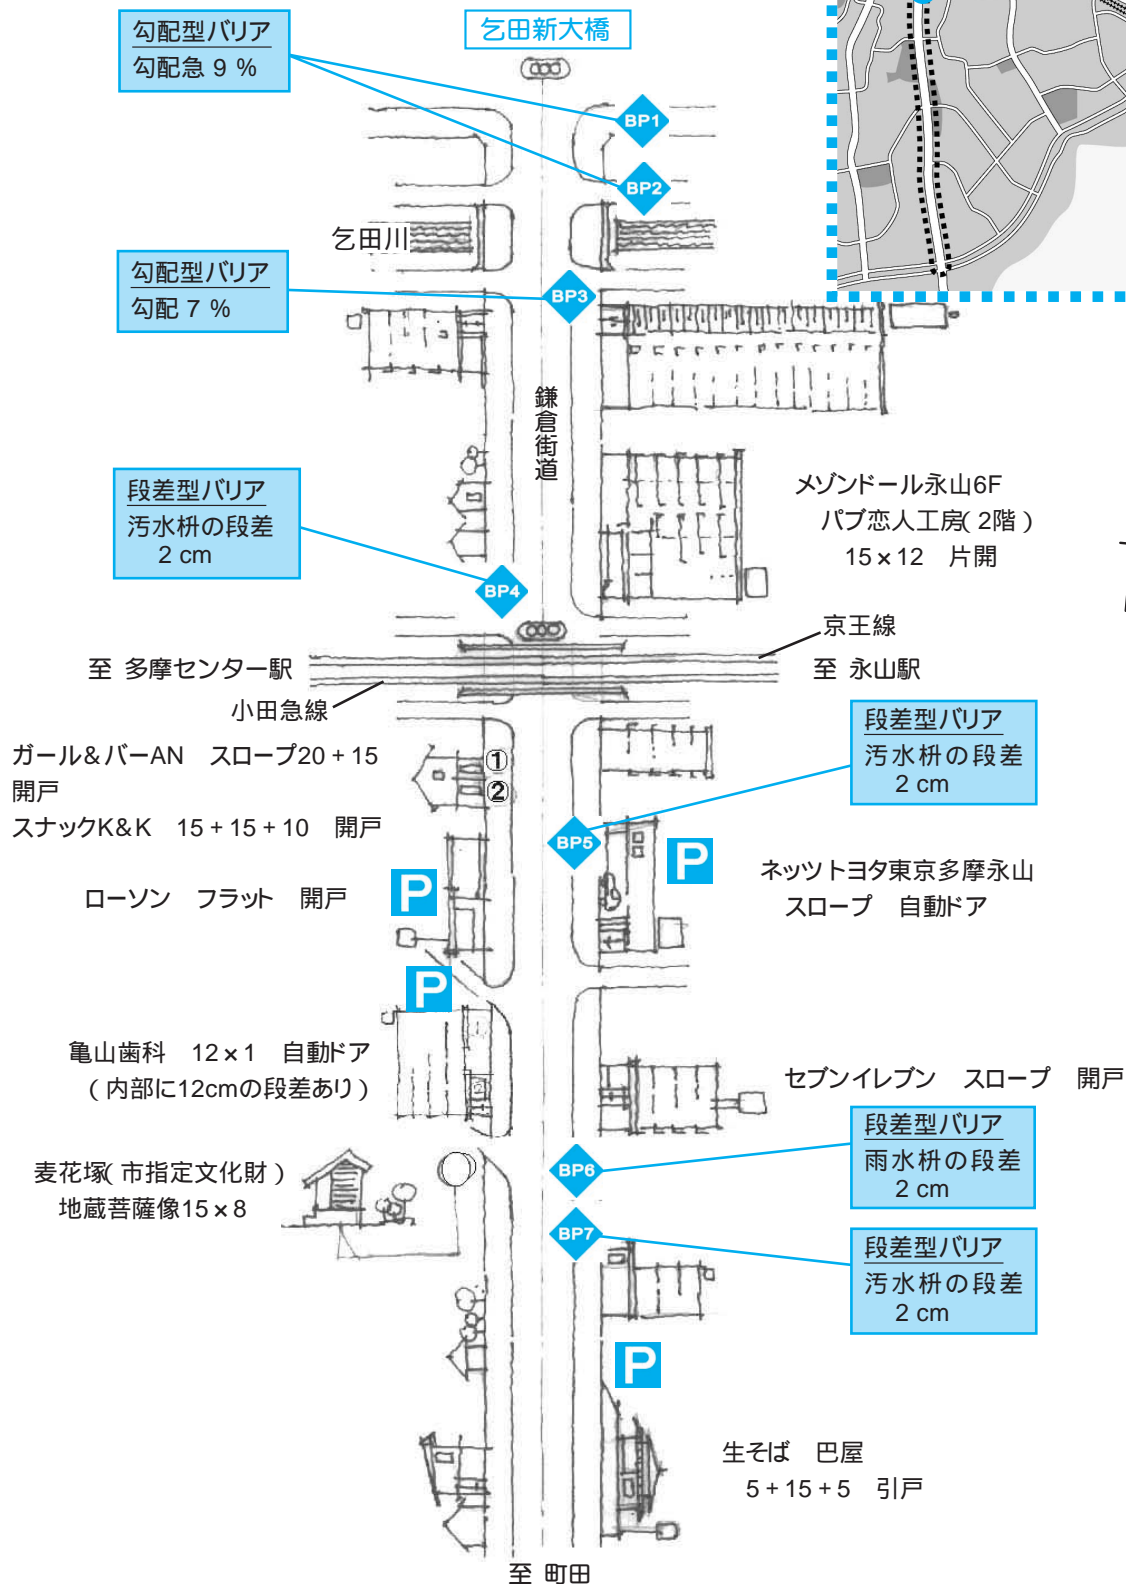 勾配型バリア
勾配急 9 %
乞田新大橋
BP1
BP2
乞田川
勾配型バリア
勾配 7 %
BP3
鎌倉街道
段差型バリア
汚水枡の段差
2 cm
メゾンドール永山6F
パブ恋人工房( 2階 )
15 × 12 片開
BP4
京王線
至 多摩センター駅
至 永山駅
小田急線
段差型バリア
汚水枡の段差
2 cm
ガール&バーAN スロープ20 + 15
開戸
スナックK&K 15 + 15 + 10 開戸
①
②
BP5
P
ネッツトヨタ東京多摩永山
スロープ 自動ドア
ローソン フラット 開戸
P
P
亀山歯科 12 × 1 自動ドア
( 内部に12cmの段差あり )
セブンイレブン スロープ 開戸
段差型バリア
雨水枡の段差
2 cm
麦花塚( 市指定文化財 )
地蔵菩薩像15 × 8
BP6
BP7
段差型バリア
汚水枡の段差
2 cm
P
生そば 巴屋
5 + 15 + 5 引戸
至 町田